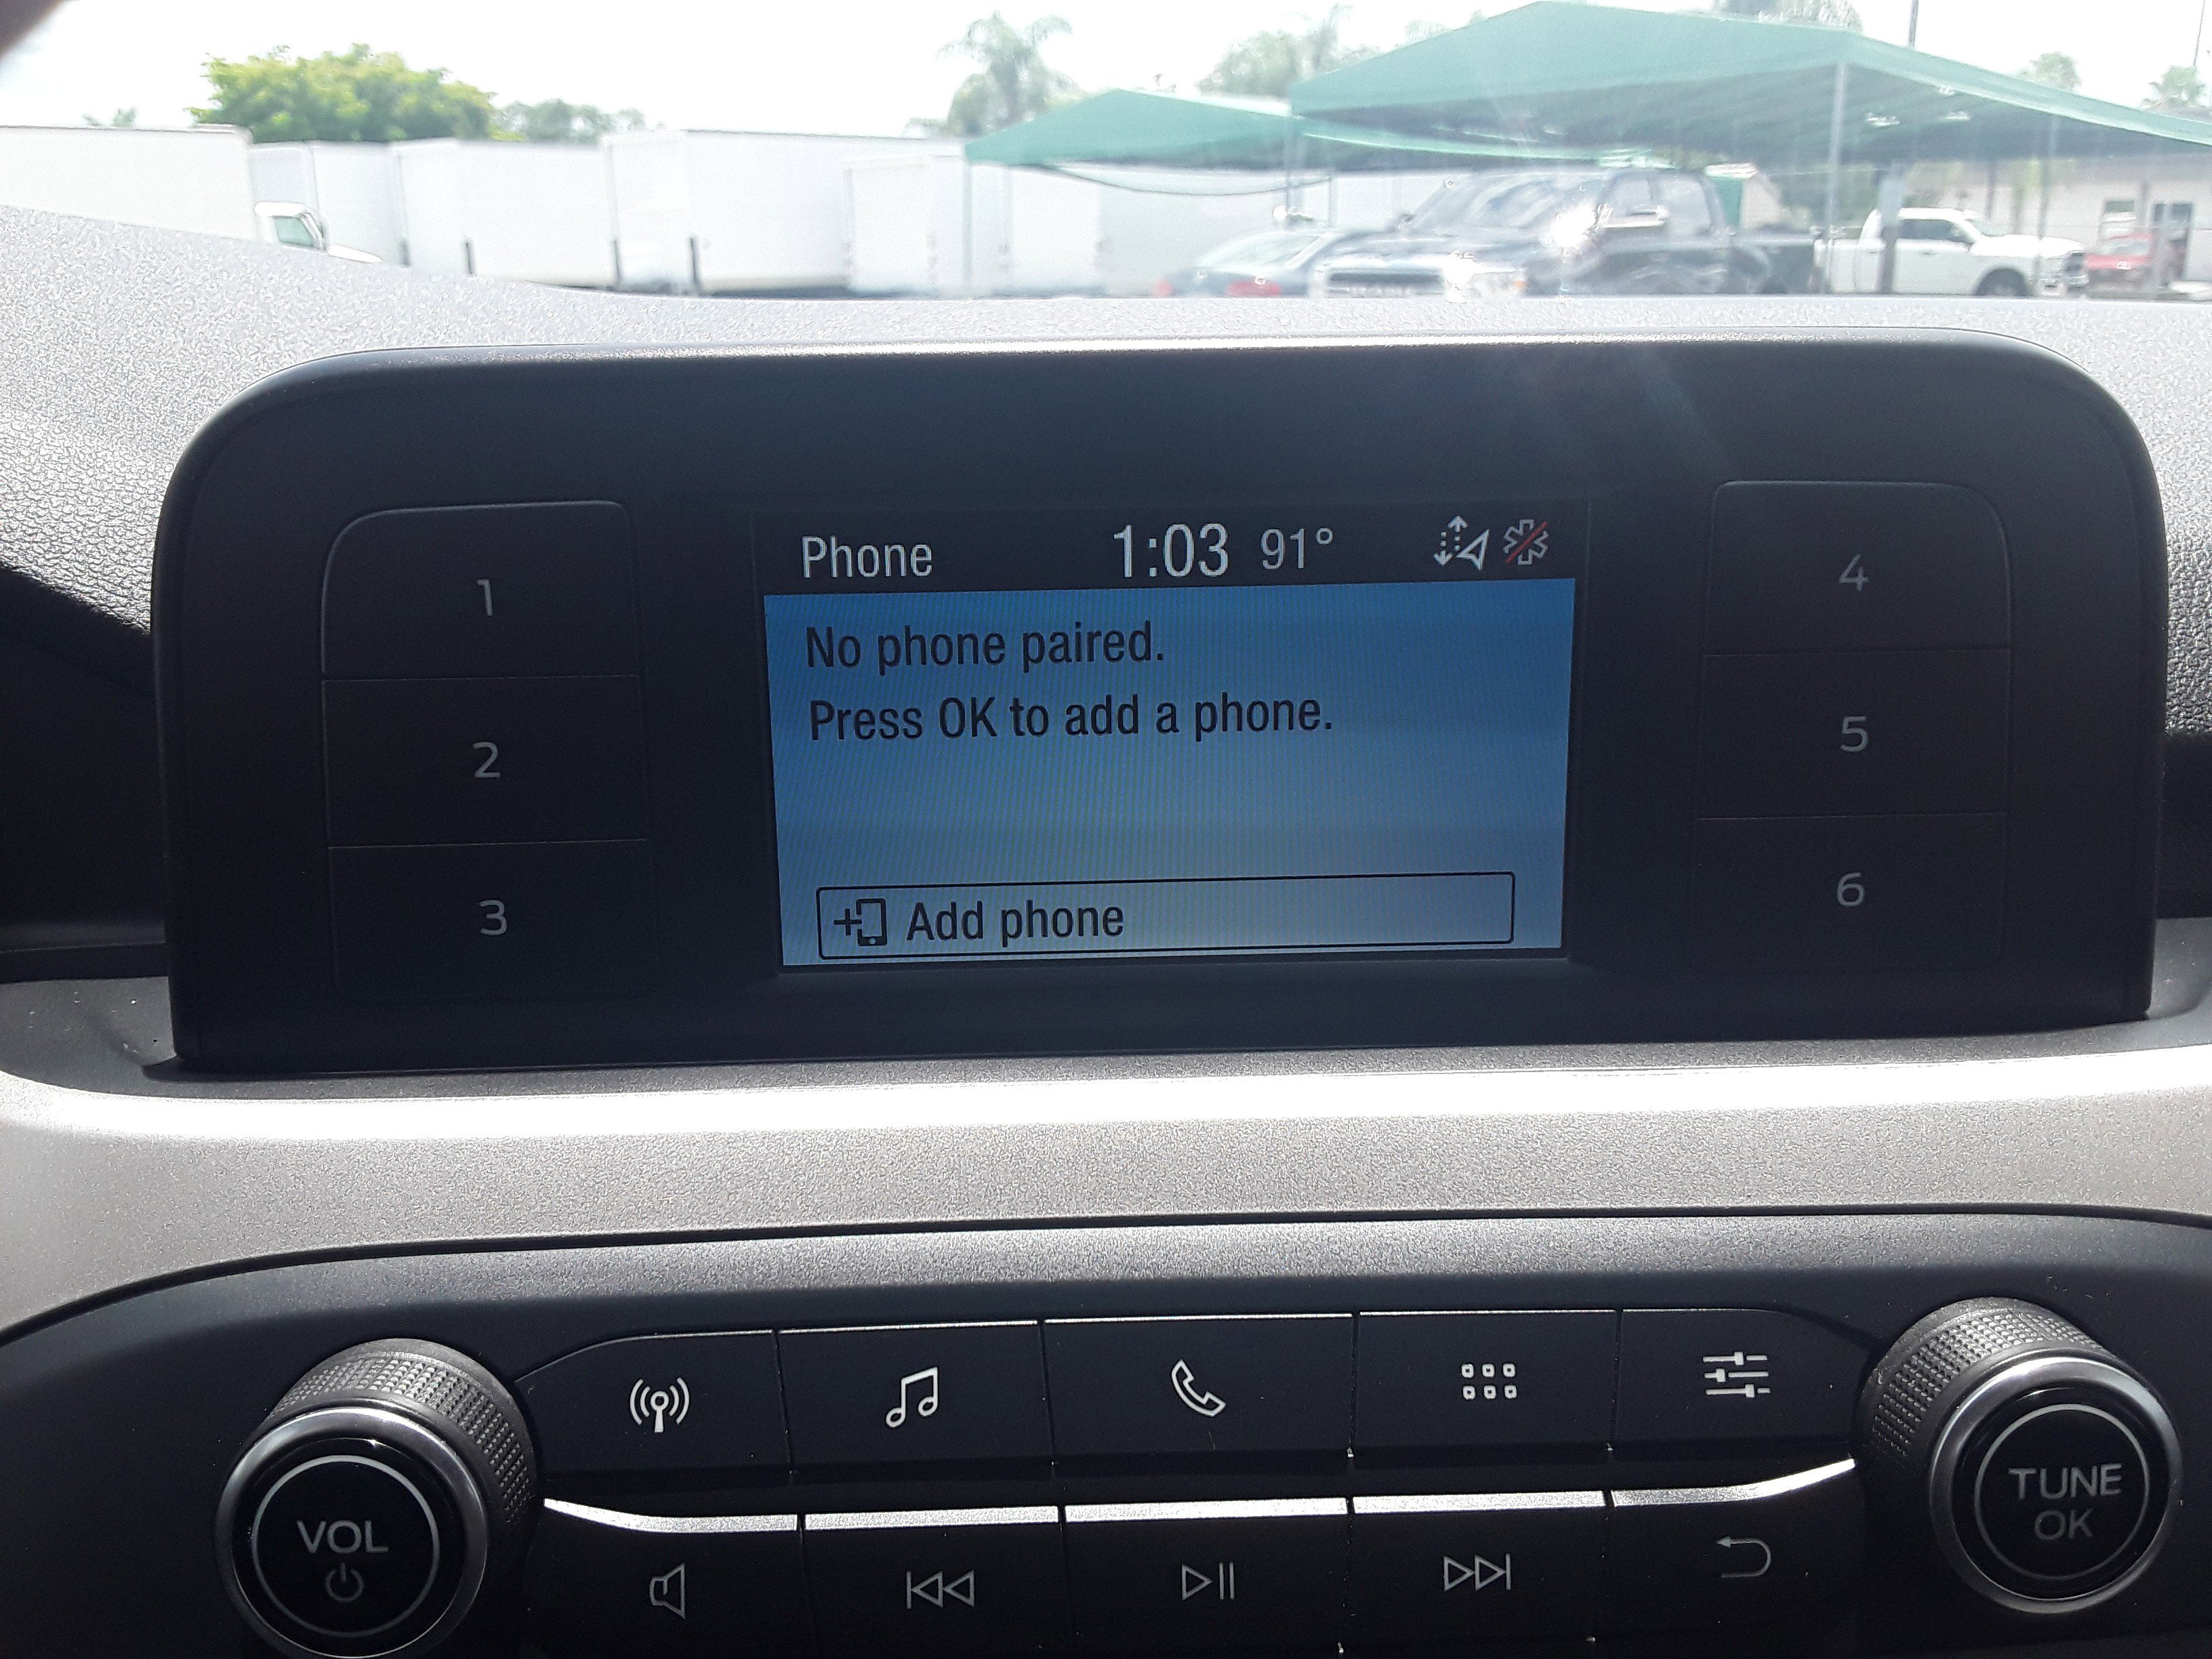 Phone 1:03 91°
No phone paired.
Press OK to add a phone.
Add phone
1
2
3
4
5
6
VOL
TUNE
OK